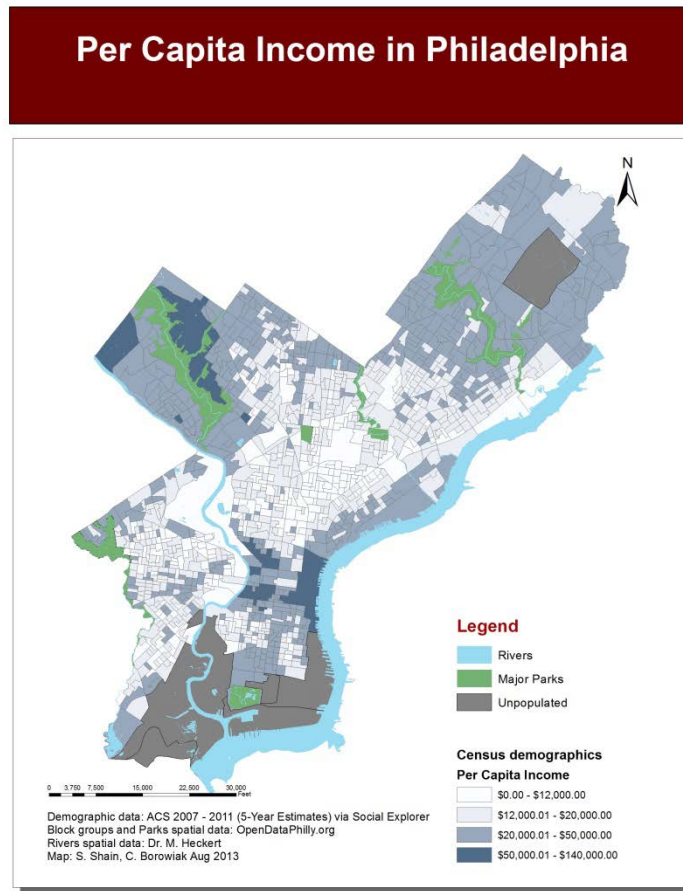 Per Capita Income in Philadelphia
N
Legend
Rivers
Major Parks
Unpopulated
Census demographics
Per Capita Income
$0.00 - $12,000.00
$12,000.01 - $20,000.00
$20,000.01 - $50,000.00
$50,000.01 - $140,000.00
0 3,750 7,500 15,000 22,500 30,000
Feet
Demographic data: ACS 2007 - 2011 (5-Year Estimates) via Social Explorer
Block groups and Parks spatial data: OpenDataPhilly.org
Rivers spatial data: Dr. M. Heckert
Map: S. Shain, C. Borowiak Aug 2013